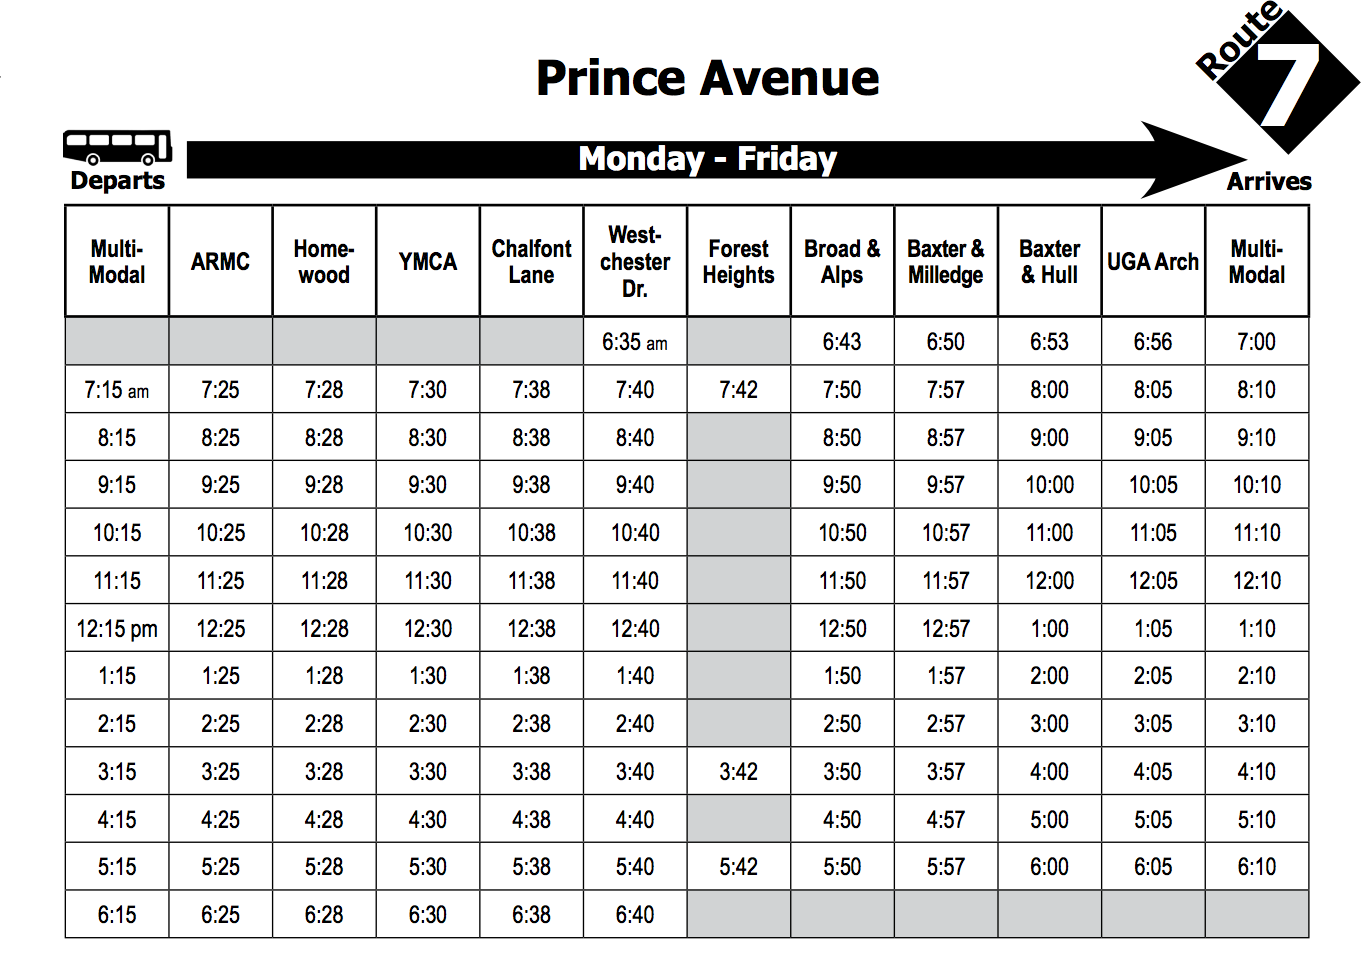 Route
7
Prince Avenue
Monday - Friday
Departs
Arrives
Multi-
Modal
ARMC
Home-
wood
YMCA
Chalfont
Lane
West-
chester
Dr.
Forest
Heights
Broad &
Alps
Baxter &
Milledge
Baxter
& Hull
UGA Arch
Multi-
Modal
6:35 am 6:43 6:50 6:53 6:56 7:00
7:15 am 7:25 7:28 7:30 7:38 7:40 7:42 7:50 7:57 8:00 8:05 8:10
8:15 8:25 8:28 8:30 8:38 8:40 8:50 8:57 9:00 9:05 9:10
9:15 9:25 9:28 9:30 9:38 9:40 9:50 9:57 10:00 10:05 10:10
10:15 10:25 10:28 10:30 10:38 10:40 10:50 10:57 11:00 11:05 11:10
11:15 11:25 11:28 11:30 11:38 11:40 11:50 11:57 12:00 12:05 12:10
12:15 pm 12:25 12:28 12:30 12:38 12:40 12:50 12:57 1:00 1:05 1:10
1:15 1:25 1:28 1:30 1:38 1:40 1:50 1:57 2:00 2:05 2:10
2:15 2:25 2:28 2:30 2:38 2:40 2:50 2:57 3:00 3:05 3:10
3:15 3:25 3:28 3:30 3:38 3:40 3:42 3:50 3:57 4:00 4:05 4:10
4:15 4:25 4:28 4:30 4:38 4:40 4:50 4:57 5:00 5:05 5:10
5:15 5:25 5:28 5:30 5:38 5:40 5:42 5:50 5:57 6:00 6:05 6:10
6:15 6:25 6:28 6:30 6:38 6:40